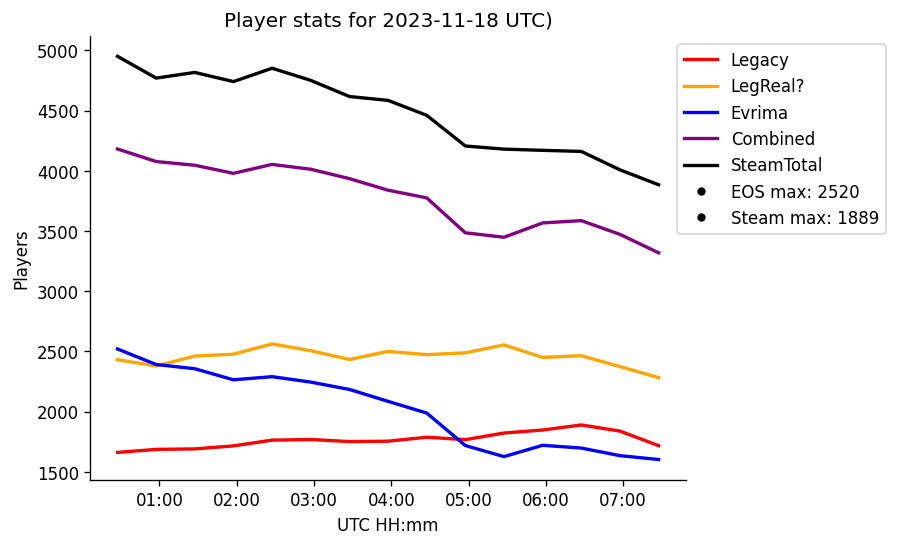 Player stats for 2023-11-18 UTC)
5000
4500
4000
3500
3000
2500
2000
1500
Players
01:00 02:00 03:00 04:00 05:00 06:00 07:00
UTC HH:mm
Legacy
LegReal?
Evrima
Combined
SteamTotal
EOS max: 2520
Steam max: 1889